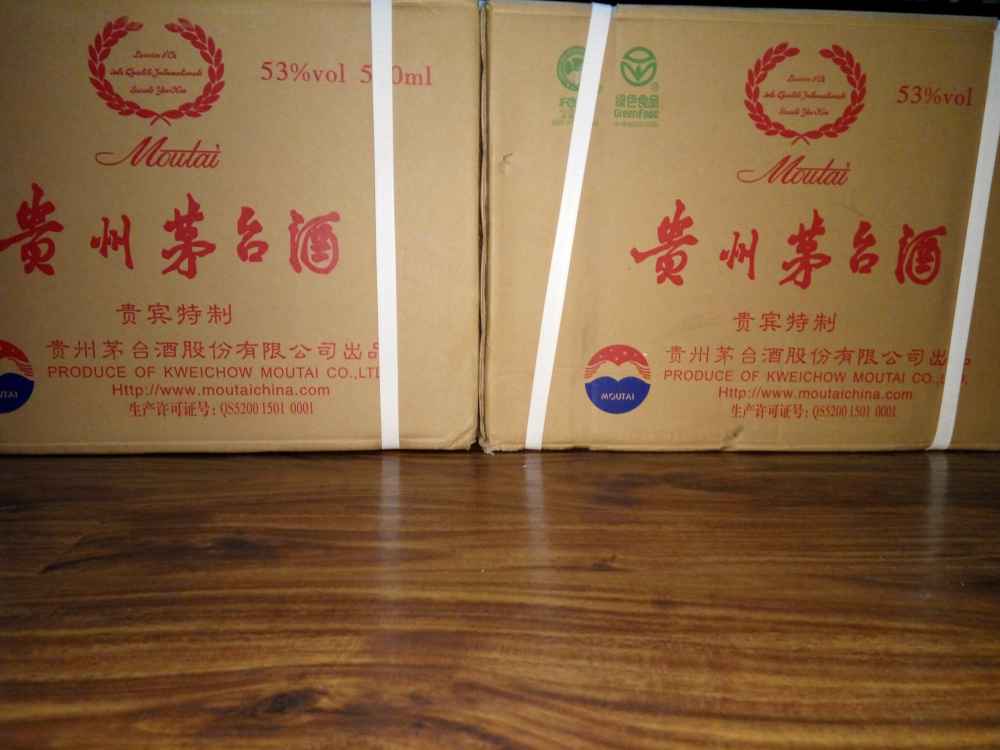 53%vol
Moutai
贵州茅台酒
贵宾特制
贵州茅台酒股份有限公司出品
PRODUCE OF KWEICHOW MOUTAI CO.,LTD
Http://www.moutaichina.com
生产许可证号: QS5200 1501 0001
绿色食品
GreenFood
53%vol
Moutai
贵州茅台酒
贵宾特制
贵州茅台酒股份有限公司出品
MOUTAI
PRODUCE OF KWEICHOW MOUTAI CO.,LTD.
Http://www.moutaichina.com
生产许可证号: QS5200 1501 0001